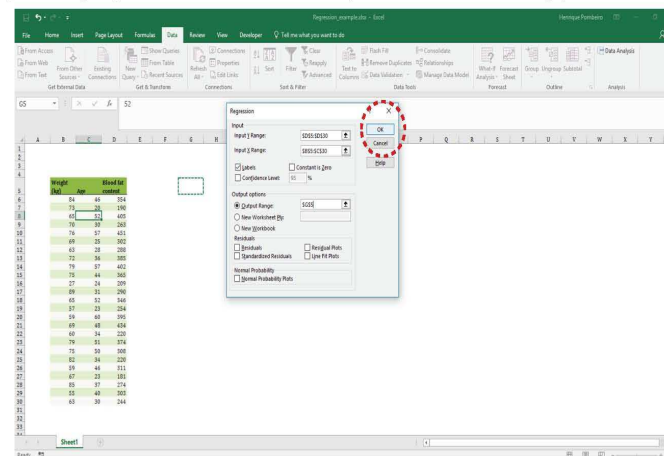 Regression_example.xlsx - Excel
Henrique Pombeiro
File Home Insert Page Layout Formulas Data Review View Developer Tell me what you want to do
From Access
From Web
From Text
From Other Sources
Existing Connections
Get External Data
New Query
Show Queries
From Table
Recent Sources
Get & Transform
Refresh All
Connections
Properties
Edit Links
Connections
Sort
Filter
Clear
Reapply
Advanced
Sort & Filter
Text to Columns
Flash Fill
Remove Duplicates
Data Validation
Consolidate
Relationships
Manage Data Model
Data Tools
What-If Analysis
Forecast Sheet
Forecast
Group Ungroup Subtotal
Outline
Data Analysis
Analysis
G5
fx
52
A B C D E F G H P Q R S T U V W X Y
Weight (kg) Age Blood fat content
84 46 354
73 20 190
65 52 405
70 30 263
76 57 451
69 25 302
63 28 288
72 36 385
79 57 402
75 44 365
27 24 209
89 31 290
65 52 346
57 23 254
59 60 395
69 48 434
60 34 220
79 51 374
75 50 308
82 34 220
59 46 311
67 23 181
85 37 274
55 40 303
63 30 244
Regression
?
Input
Input Y Range: $D$5:$D$30
Input X Range: $B$5:$C$30
Labels
Constant is Zero
Confidence Level: 95 %
Output options
Output Range: $G$5
New Worksheet Ply:
New Workbook
Residuals
Residuals
Residual Plots
Standardized Residuals
Line Fit Plots
Normal Probability
Normal Probability Plots
OK
Cancel
Help
Sheet1
Ready